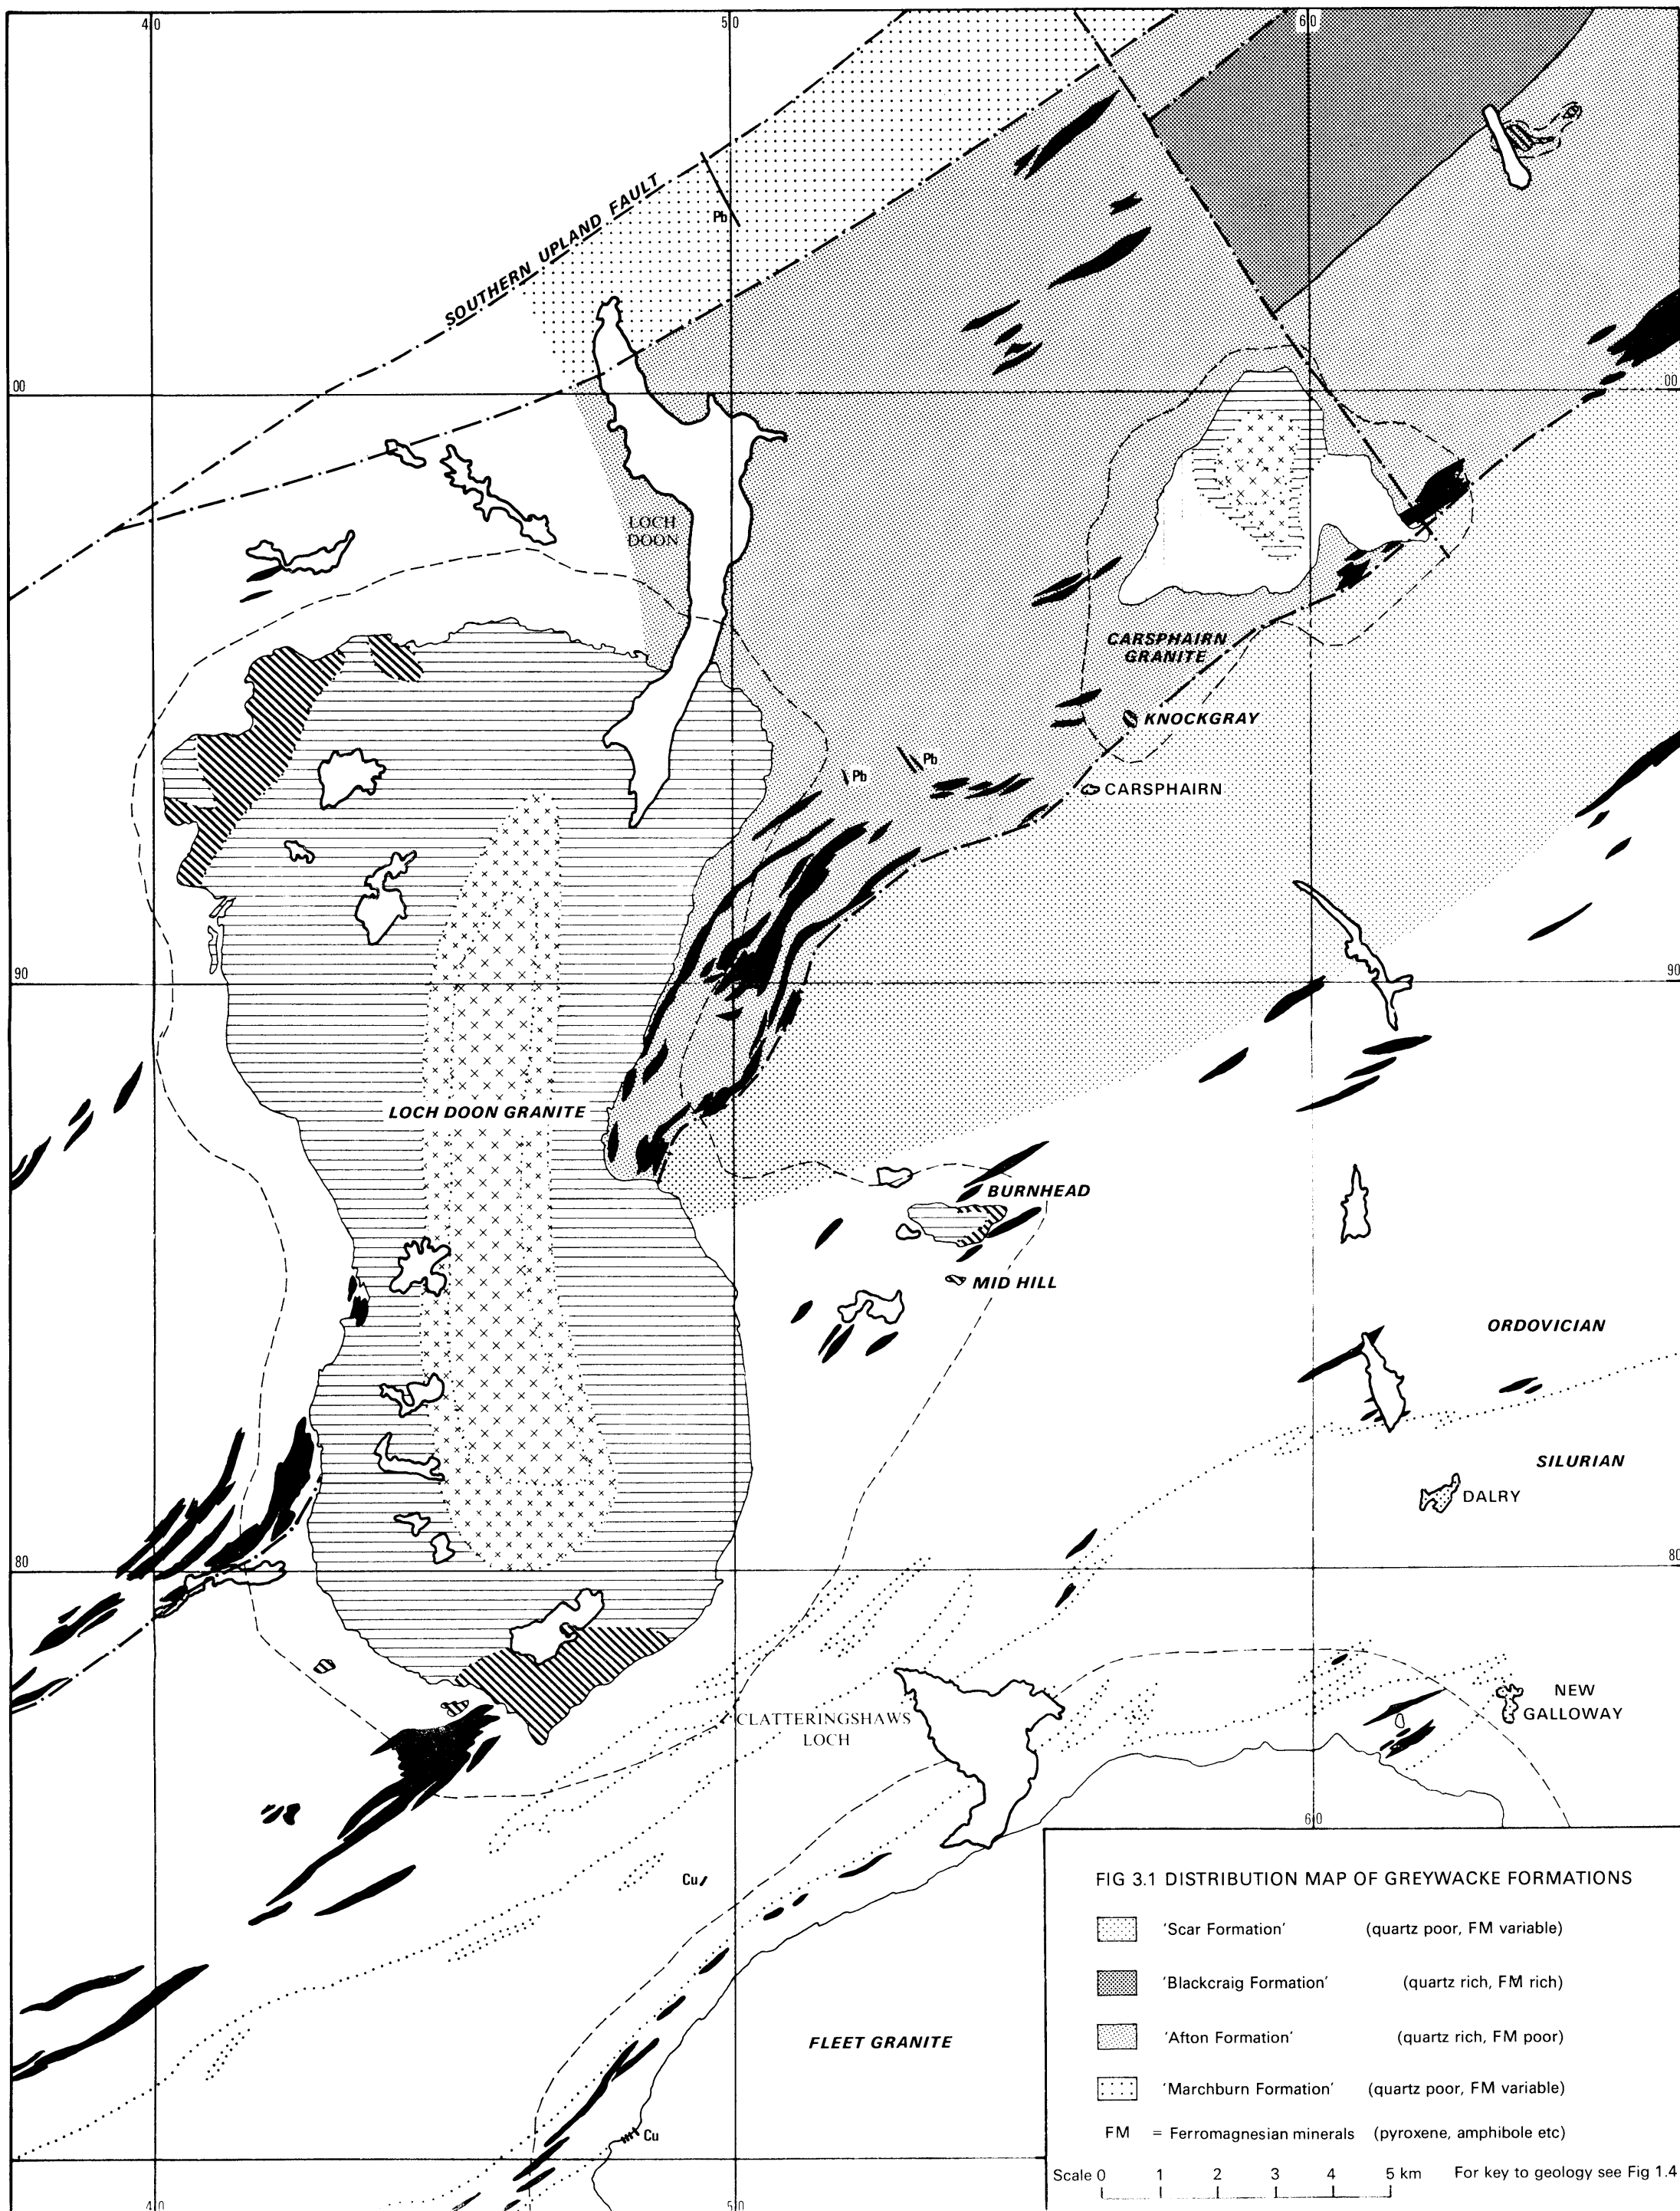 40 50 60
SOUTHERN UPLAND FAULT
Pb
00 00
LOCH
DOON
CARSPHAIRN
GRANITE
KNOCKGRAY
Pb
Pb
CARSPHAIRN
90 90
LOCH DOON GRANITE
BURNHEAD
MID HILL
ORDOVICIAN
SILURIAN
DALRY
80 80
NEW
GALLOWAY
CLATTERINGSHAWS
LOCH
60
Cu
FLEET GRANITE
Cu
40 50
FIG 3.1 DISTRIBUTION MAP OF GREYWACKE FORMATIONS
'Scar Formation' (quartz poor, FM variable)
'Blackcraig Formation' (quartz rich, FM rich)
'Afton Formation' (quartz rich, FM poor)
'Marchburn Formation' (quartz poor, FM variable)
FM = Ferromagnesian minerals (pyroxene, amphibole etc)
Scale 0 1 2 3 4 5 km For key to geology see Fig 1.4